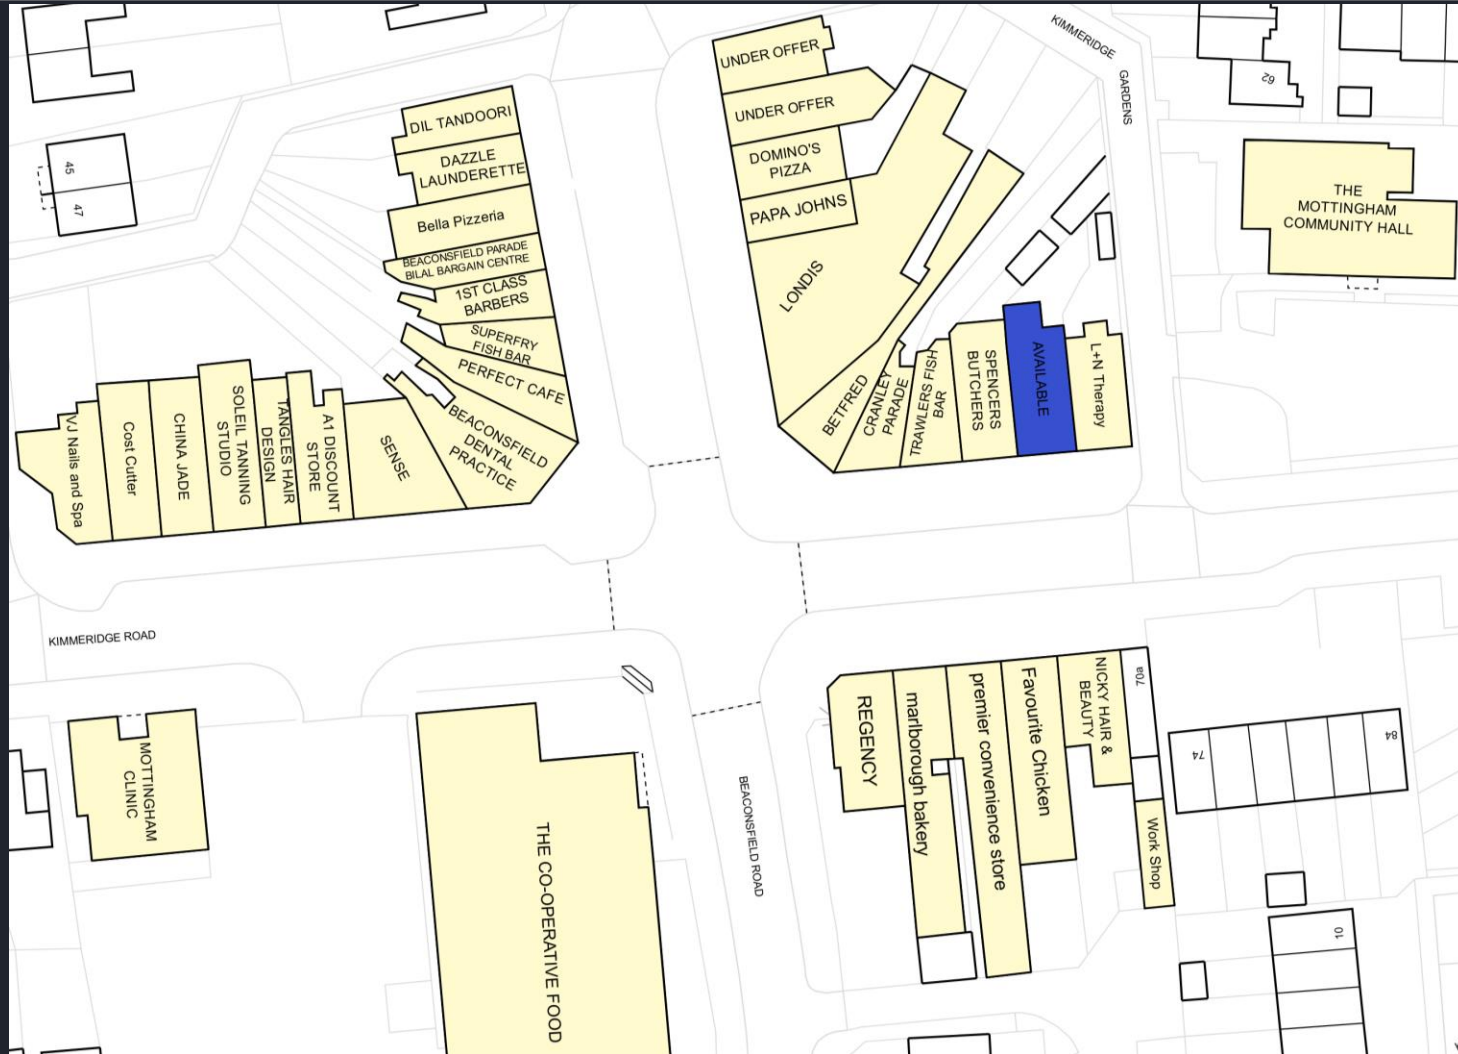 KIMMERIDGE
GARDENS
62
UNDER OFFER
UNDER OFFER
DOMINO'S
PIZZA
PAPA JOHNS
LONDIS
BETFRED
CRANLEY
PARADE
TRAWLERS FISH
BAR
SPENCERS
BUTCHERS
AVAILABLE
L+N Therapy
THE
MOTTINGHAM
COMMUNITY HALL
45
47
DIL TANDOORI
DAZZLE
LAUNDERETTE
Bella Pizzeria
BEACONSFIELD PARADE
BILAL BARGAIN CENTRE
1ST CLASS
BARBERS
SUPERFRY
FISH BAR
PERFECT CAFE
BEACONSFIELD
DENTAL
PRACTICE
SENSE
A1 DISCOUNT
STORE
TANGLES HAIR
DESIGN
SOLEIL TANNING
STUDIO
CHINA JADE
Cost Cutter
VJ Nails and Spa
KIMMERIDGE ROAD
MOTTINGHAM
CLINIC
THE CO-OPERATIVE FOOD
BEACONSFIELD ROAD
REGENCY
marlborough bakery
premier convenience store
Favourite Chicken
NICKY HAIR &
BEAUTY
70a
Work Shop
74
84
10